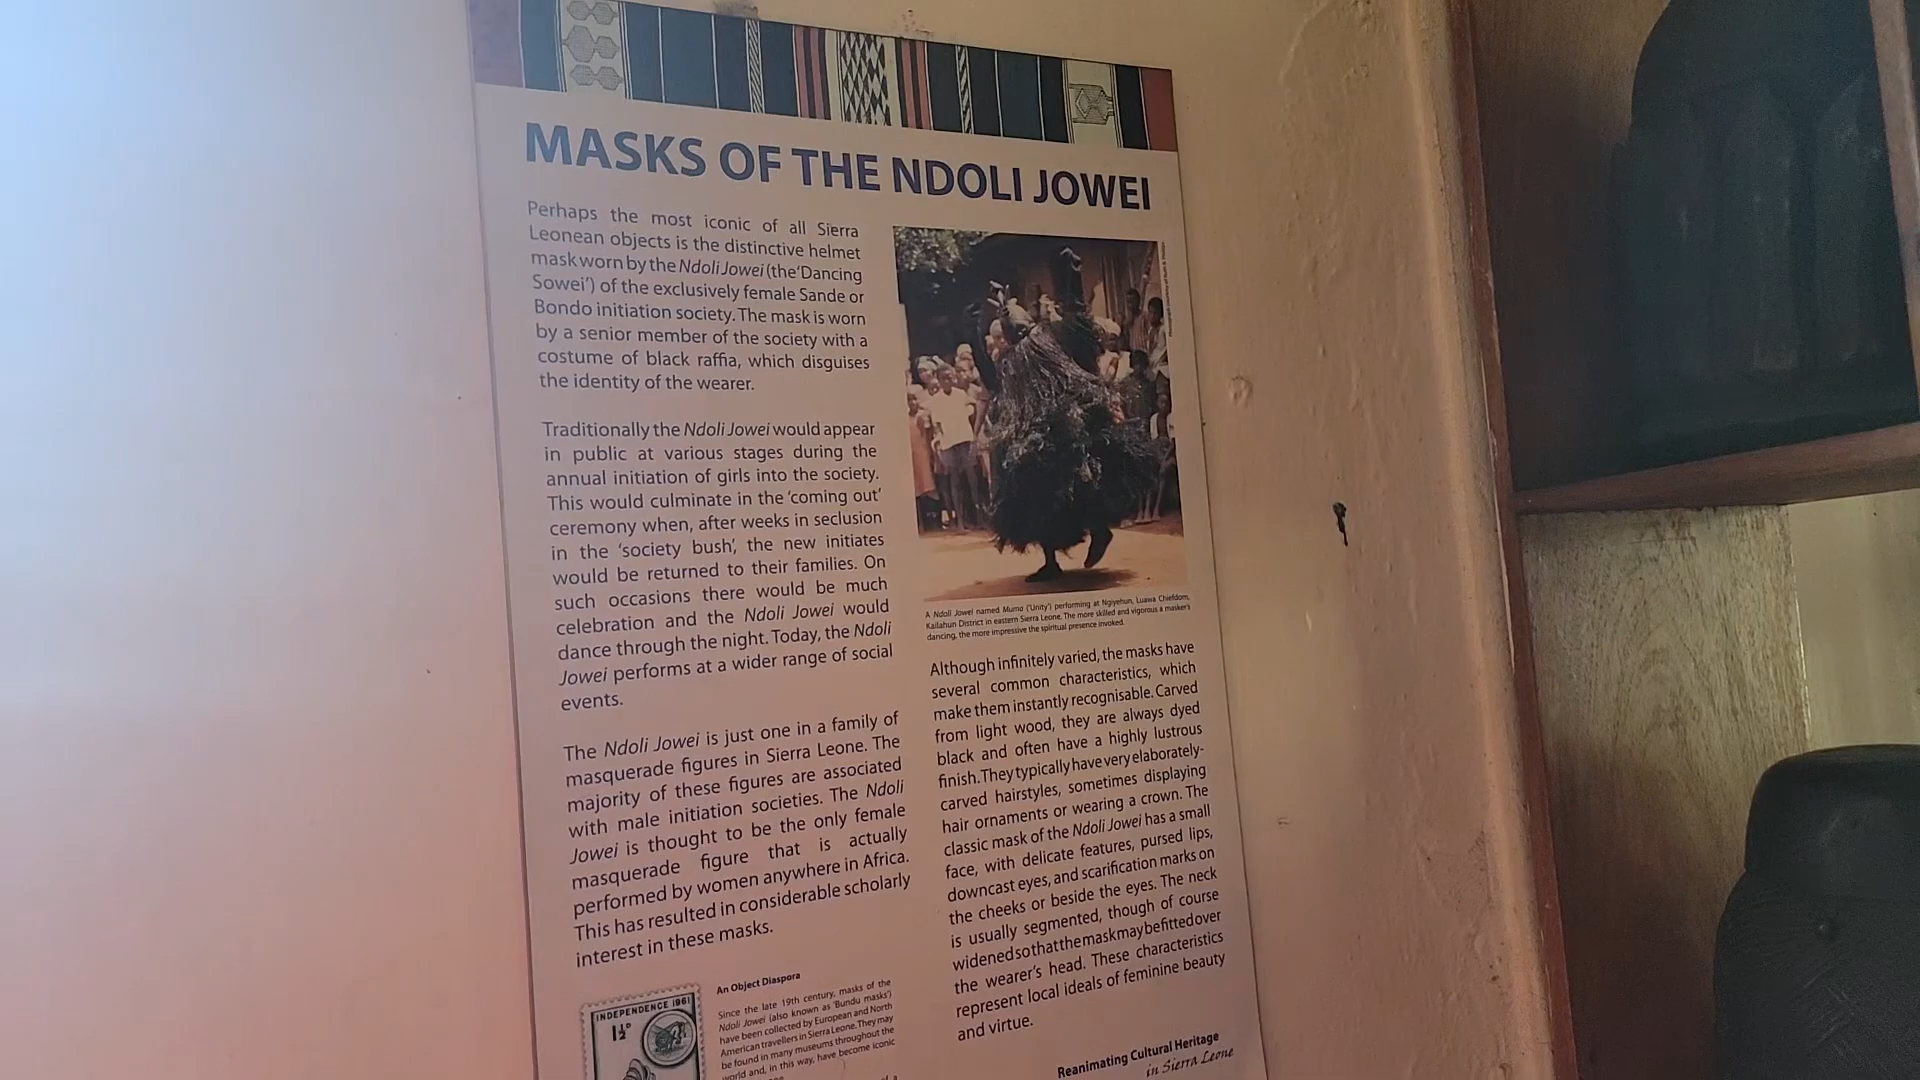 MASKS OF THE NDOLI JOWEI
Perhaps the most iconic of all Sierra
Leonean objects is the distinctive helmet
mask worn by the Ndoli Jowei (the 'Dancing
Sowei') of the exclusively female Sande or
Bondo initiation society. The mask is worn
by a senior member of the society with a
costume of black raffia, which disguises
the identity of the wearer.
Traditionally the Ndoli Jowei would appear
in public at various stages during the
annual initiation of girls into the society.
This would culminate in the 'coming out'
ceremony when, after weeks in seclusion
in the 'society bush', the new initiates
would be returned to their families. On
such occasions there would be much
celebration and the Ndoli Jowei would
dance through the night. Today, the Ndoli
Jowei performs at a wider range of social
events.
The Ndoli Jowei is just one in a family of
masquerade figures in Sierra Leone. The
majority of these figures are associated
with male initiation societies. The Ndoli
Jowei is thought to be the only female
masquerade figure that is actually
performed by women anywhere in Africa.
This has resulted in considerable scholarly
interest in these masks.
INDEPENDENCE 1961
1½D
An Object Diaspora
Since the late 19th century, masks of the
Ndoli Jowei (also known as 'Bundu masks')
have been collected by European and North
American travellers in Sierra Leone. They may
be found in many museums throughout the
world and, in this way, have become iconic
A Ndoli Jowei named Muma ('Unity') performing at Ngiyehun, Luawa Chiefdom,
Kailahun District in eastern Sierra Leone. The more skilled and vigorous a masker's
dancing, the more impressive the spiritual presence invoked.
Although infinitely varied, the masks have
several common characteristics, which
make them instantly recognisable. Carved
from light wood, they are always dyed
black and often have a highly lustrous
finish. They typically have very elaborately-
carved hairstyles, sometimes displaying
hair ornaments or wearing a crown. The
classic mask of the Ndoli Jowei has a small
face, with delicate features, pursed lips,
downcast eyes, and scarification marks on
the cheeks or beside the eyes. The neck
is usually segmented, though of course
widened so that the mask may be fitted over
the wearer's head. These characteristics
represent local ideals of feminine beauty
and virtue.
Reanimating Cultural Heritage
in Sierra Leone